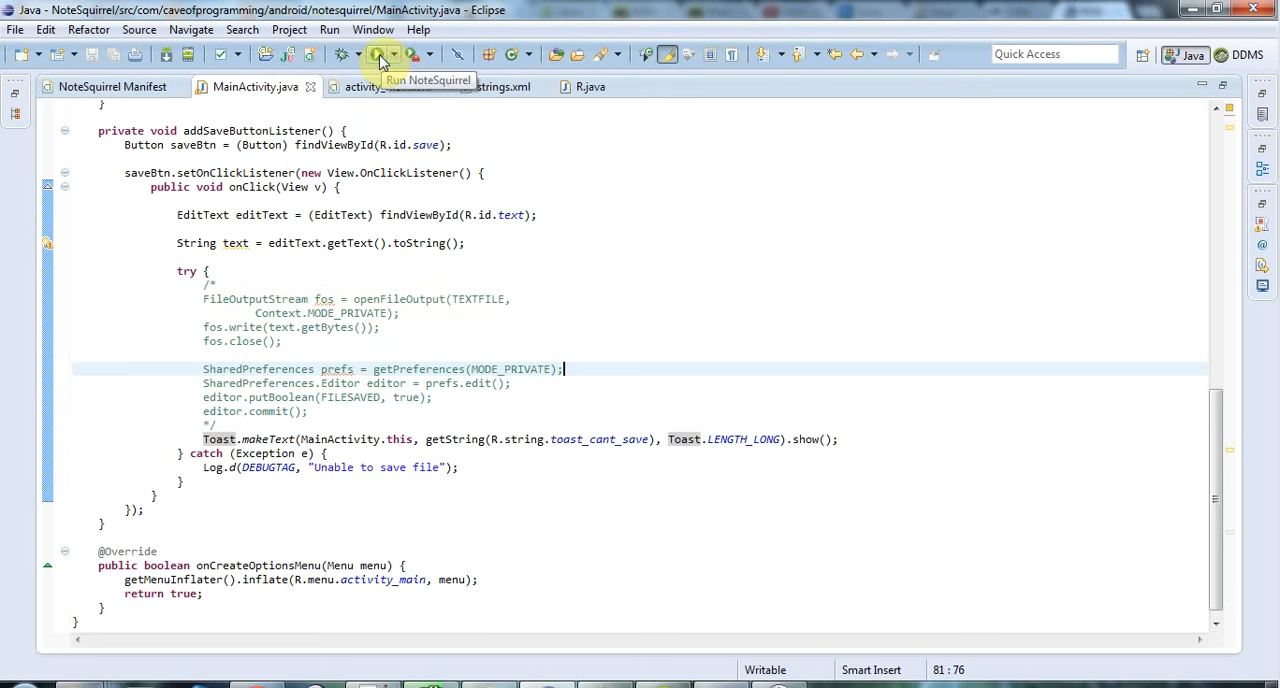 Java - NoteSquirrel/src/com/caveofprogramming/android/notesquirrel/MainActivity.java - Eclipse
File Edit Refactor Source Navigate Search Project Run Window Help
Quick Access
Java
DDMS
Run NoteSquirrel
NoteSquirrel Manifest
MainActivity.java
strings.xml
R.java
}
private void addSaveButtonListener() {
Button saveBtn = (Button) findViewById(R.id.save);
saveBtn.setOnClickListener(new View.OnClickListener() {
public void onClick(View v) {
EditText editText = (EditText) findViewById(R.id.text);
String text = editText.getText().toString();
try {
/*
FileOutputStream fos = openFileOutput(TEXTFILE,
Context.MODE_PRIVATE);
fos.write(text.getBytes());
fos.close();
SharedPreferences prefs = getPreferences(MODE_PRIVATE);
SharedPreferences.Editor editor = prefs.edit();
editor.putBoolean(FILESAVED, true);
editor.commit();
*/
Toast.makeText(MainActivity.this, getString(R.string.toast_cant_save), Toast.LENGTH_LONG).show();
} catch (Exception e) {
Log.d(DEBUGTAG, "Unable to save file");
}
}
});
}
@Override
public boolean onCreateOptionsMenu(Menu menu) {
getMenuInflater().inflate(R.menu.activity_main, menu);
return true;
}
}
Writable
Smart Insert
81 : 76